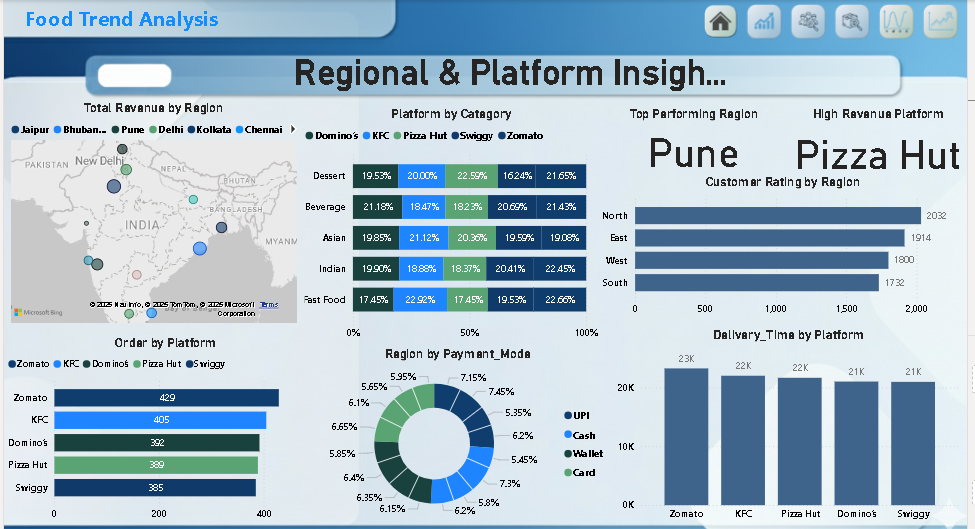 Food Trend Analysis
Regional & Platform Insigh...
Total Revenue by Region
Jaipur Bhuban... Pune Delhi Kolkata Chennai
PAKISTAN
New Delhi
NEPAL
BHUTAN
BANGLADESH
INDIA
MYANM
© 2025 TomTom, © 2025 Microsoft Corporation Terms
Microsoft Bing
Platform by Category
Domino's KFC Pizza Hut Swiggy Zomato
Dessert 19.53% 20.00% 22.59% 16.24% 21.65%
Beverage 21.18% 18.47% 18.23% 20.69% 21.43%
Asian 19.85% 21.12% 20.36% 19.59% 19.08%
Indian 19.90% 18.88% 18.37% 20.41% 22.45%
Fast Food 17.45% 22.92% 17.45% 19.53% 22.66%
0% 50% 100%
Top Performing Region
Pune
High Revenue Platform
Pizza Hut
Customer Rating by Region
North 2032
East 1914
West 1800
South 1732
0 500 1,000 1,500 2,000
Order by Platform
Zomato KFC Domino's Pizza Hut Swiggy
Zomato 429
KFC 405
Domino's 392
Pizza Hut 389
Swiggy 385
0 200 400
Region by Payment_Mode
7.15%
7.45%
5.35%
6.2%
5.45%
7.3%
5.8%
6.2%
6.15%
6.35%
6.4%
5.85%
6.65%
6.1%
5.65%
5.95%
UPI
Cash
Wallet
Card
Delivery_Time by Platform
23K 22K 22K 21K 21K
20K
10K
0K
Zomato KFC Pizza Hut Domino's Swiggy